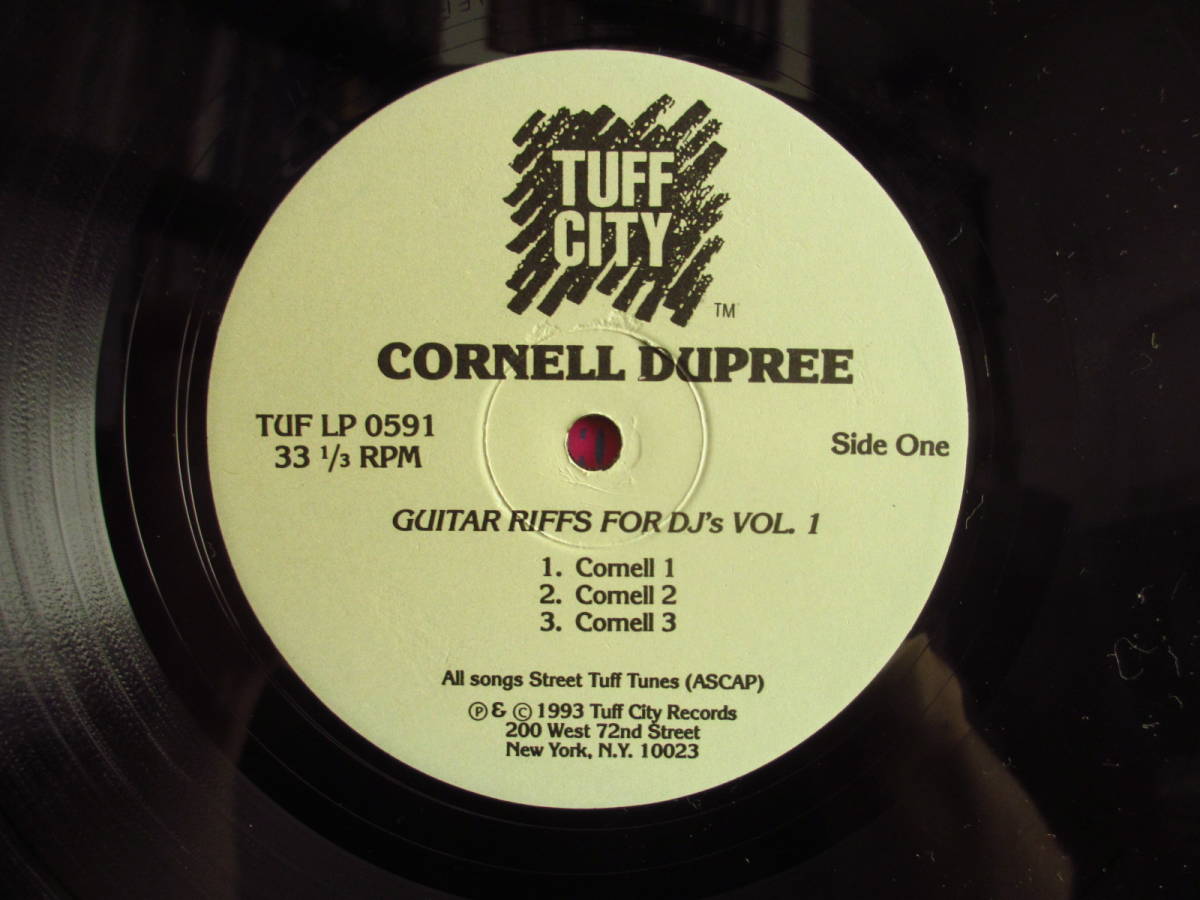 TUFF
CITY
TM
CORNELL DUPREE
TUF LP 0591
33 1/3 RPM
Side One
GUITAR RIFFS FOR DJ's VOL. 1
1. Cornell 1
2. Cornell 2
3. Cornell 3
All songs Street Tuff Tunes (ASCAP)
Ⓟ & © 1993 Tuff City Records
200 West 72nd Street
New York, N.Y. 10023